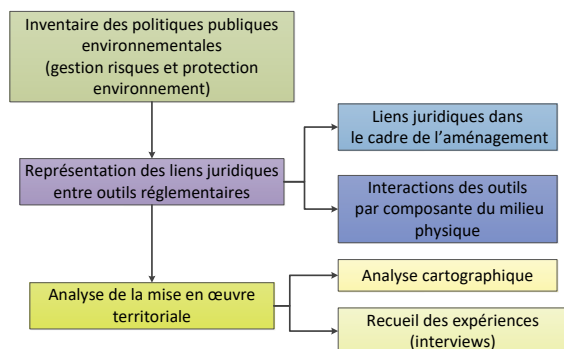 Inventaire des politiques publiques
environnementales
(gestion risques et protection
environnement)
Liens juridiques dans
le cadre de l’aménagement
Représentation des liens juridiques
entre outils réglementaires
Interactions des outils
par composante du milieu
physique
Analyse cartographique
Analyse de la mise en œuvre
territoriale
Recueil des expériences
(interviews)